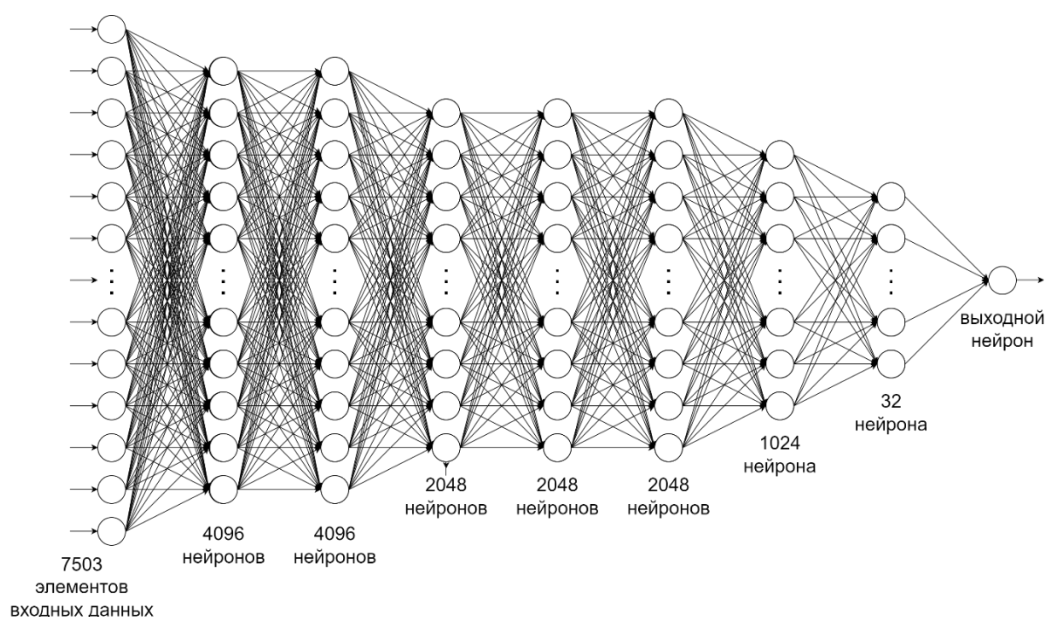 7503
элементов
входных данных
4096
нейронов
4096
нейронов
2048
нейронов
2048
нейронов
2048
нейронов
1024
нейрона
32
нейрона
выходной
нейрон